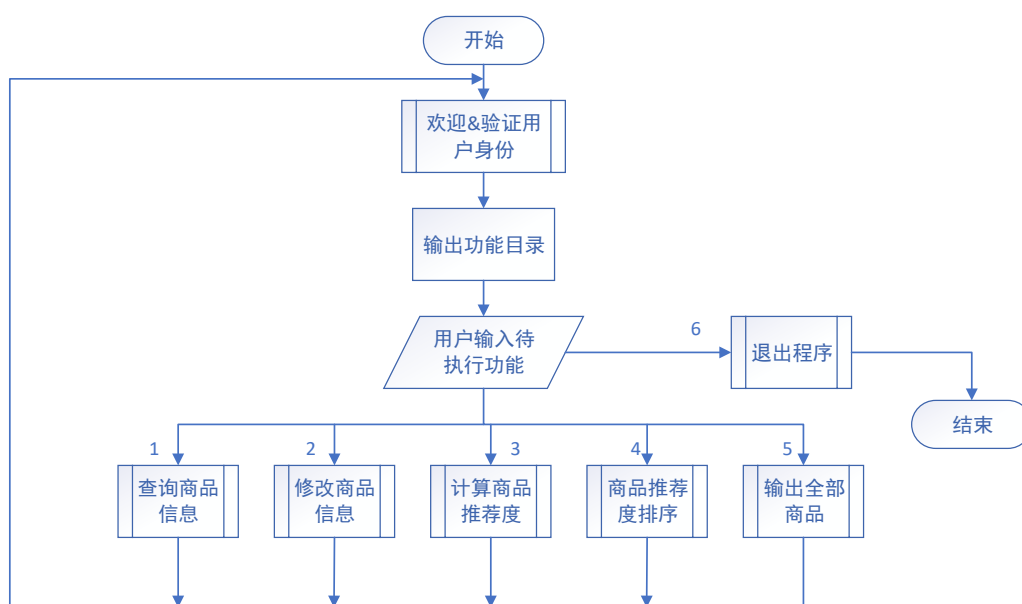 开始
欢迎&验证用
户身份
输出功能目录
用户输入待
执行功能
6
退出程序
结束
1
2
3
4
5
查询商品
信息
修改商品
信息
计算商品
推荐度
商品推荐
度排序
输出全部
商品